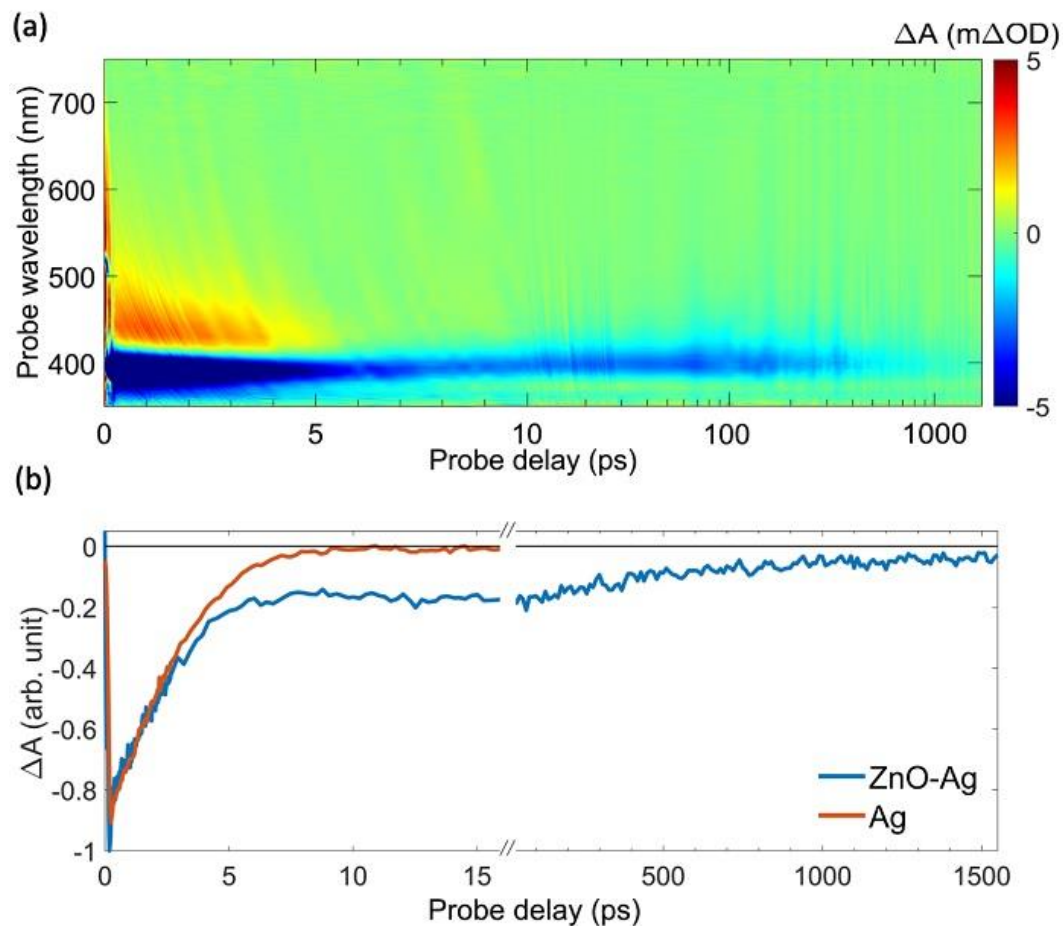 (a)
ΔA (mΔOD)
Probe wavelength (nm)
700
600
500
400
0
5
10
100
1000
Probe delay (ps)
5
0
-5
(b)
ΔA (arb. unit)
0
-0.2
-0.4
-0.6
-0.8
-1
ZnO-Ag
Ag
0
5
10
15
500
1000
1500
Probe delay (ps)